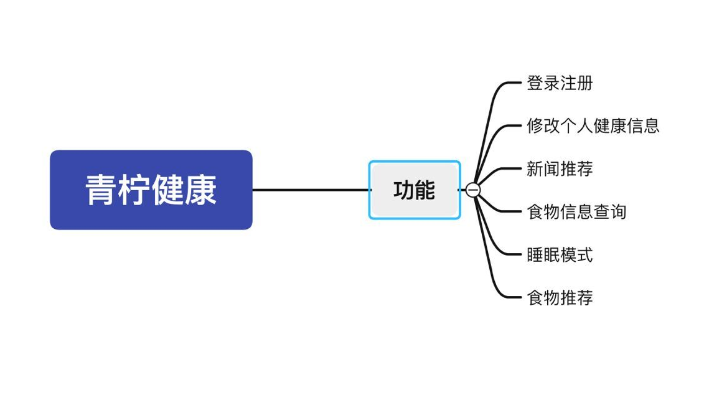 青柠健康
功能
登录注册
修改个人健康信息
新闻推荐
食物信息查询
睡眠模式
食物推荐